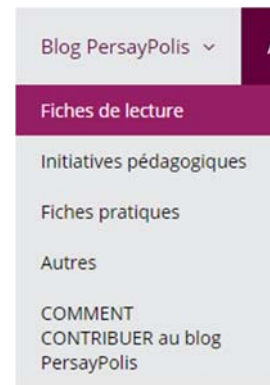 Blog PersayPolis
Fiches de lecture
Initiatives pédagogiques
Fiches pratiques
Autres
COMMENT
CONTRIBUER au blog
PersayPolis